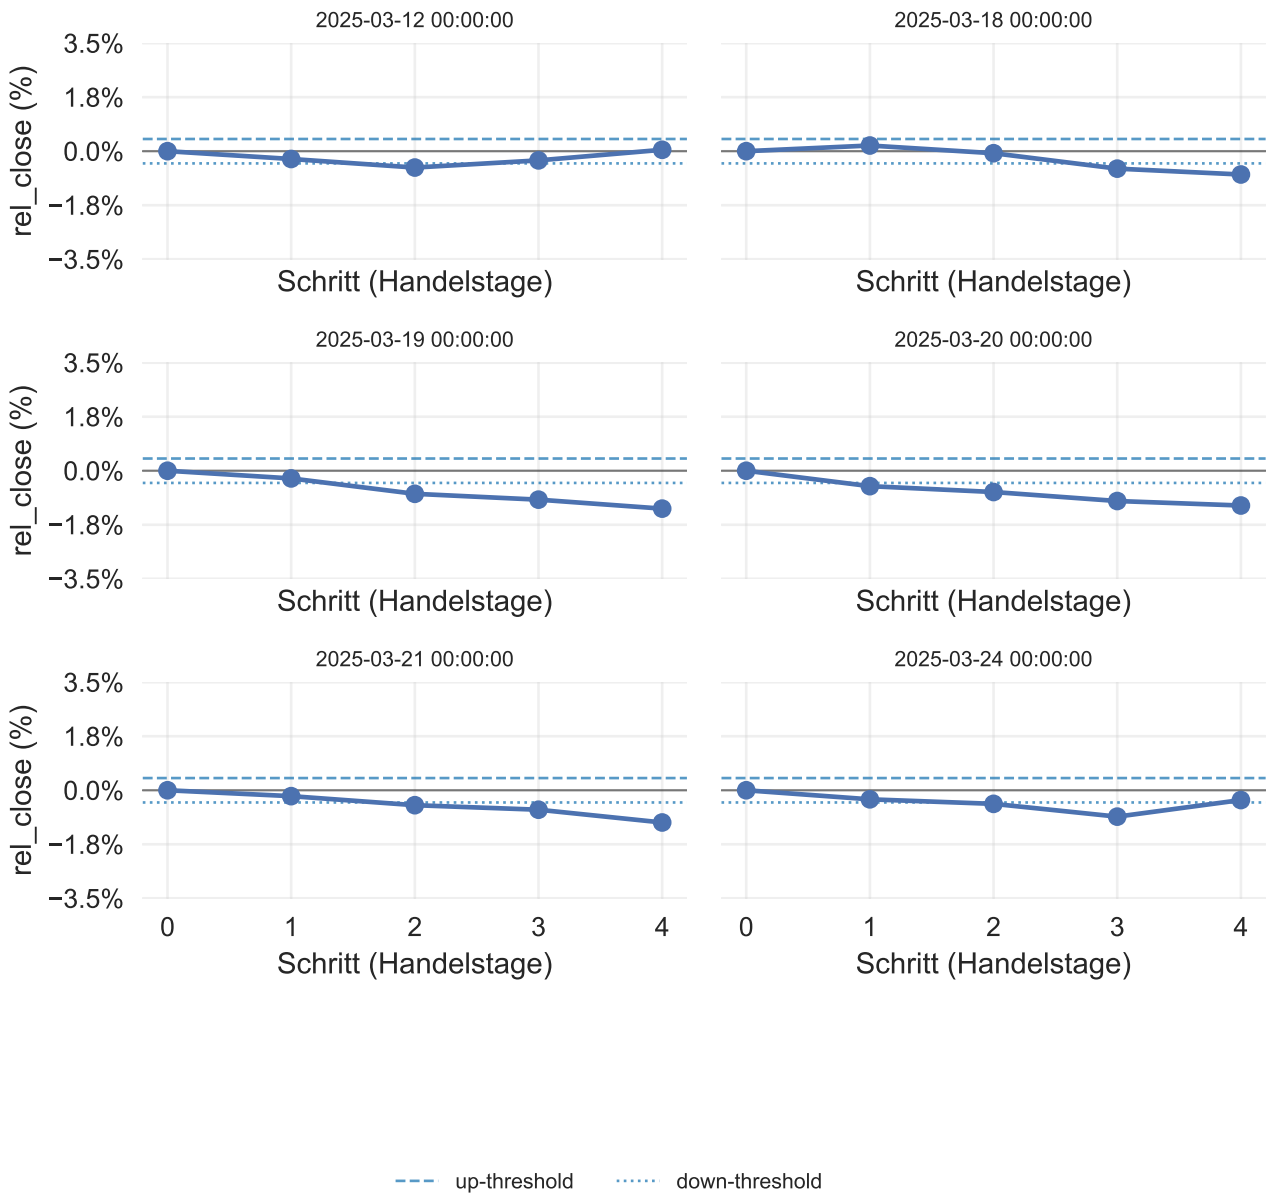 2025-03-12 00:00:00
2025-03-18 00:00:00
rel_close (%)
3.5%
1.8%
0.0%
−1.8%
−3.5%
Schritt (Handelstage)
Schritt (Handelstage)
2025-03-19 00:00:00
2025-03-20 00:00:00
rel_close (%)
3.5%
1.8%
0.0%
−1.8%
−3.5%
Schritt (Handelstage)
Schritt (Handelstage)
2025-03-21 00:00:00
2025-03-24 00:00:00
rel_close (%)
3.5%
1.8%
0.0%
−1.8%
−3.5%
0 1 2 3 4
0 1 2 3 4
Schritt (Handelstage)
Schritt (Handelstage)
up-threshold
down-threshold